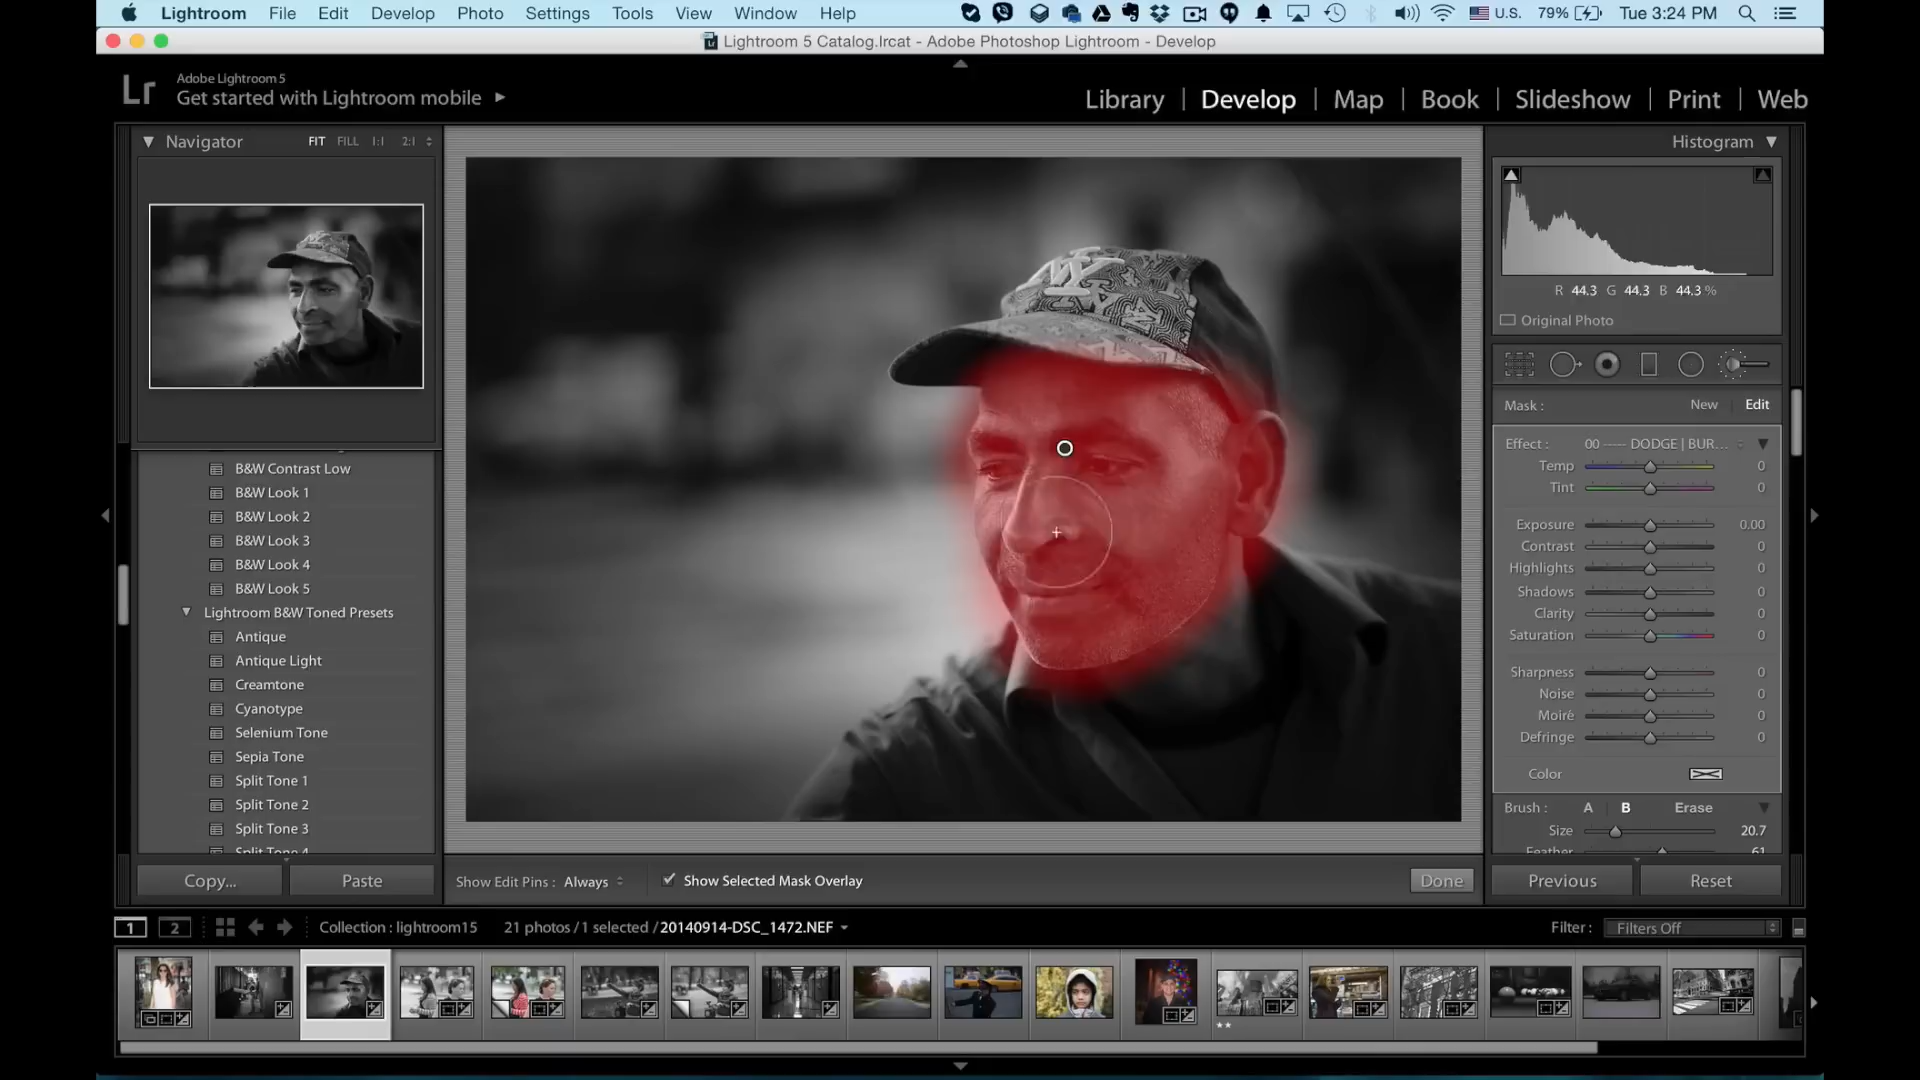 Lightroom File Edit Develop Photo Settings Tools View Window Help U.S. 79% Tue 3:24 PM
Lightroom 5 Catalog.lrcat - Adobe Photoshop Lightroom - Develop
Lr Adobe Lightroom 5
Get started with Lightroom mobile
Library | Develop | Map | Book | Slideshow | Print | Web
Navigator FIT FILL 1:1 2:1
B&W Contrast Low
B&W Look 1
B&W Look 2
B&W Look 3
B&W Look 4
B&W Look 5
Lightroom B&W Toned Presets
Antique
Antique Light
Creamtone
Cyanotype
Selenium Tone
Sepia Tone
Split Tone 1
Split Tone 2
Split Tone 3
Split Tone 4
Copy... Paste
NY
Show Edit Pins : Always Show Selected Mask Overlay Done
Histogram
R 44.3 G 44.3 B 44.3 %
Original Photo
Mask : New Edit
Effect : 00 ----- DODGE | BUR...
Temp 0
Tint 0
Exposure 0.00
Contrast 0
Highlights 0
Shadows 0
Clarity 0
Saturation 0
Sharpness 0
Noise 0
Moiré 0
Defringe 0
Color
Brush : A B Erase
Size 20.7
Feather 61
Previous Reset
1 2 Collection : lightroom15 21 photos / 1 selected / 20140914-DSC_1472.NEF Filter : Filters Off